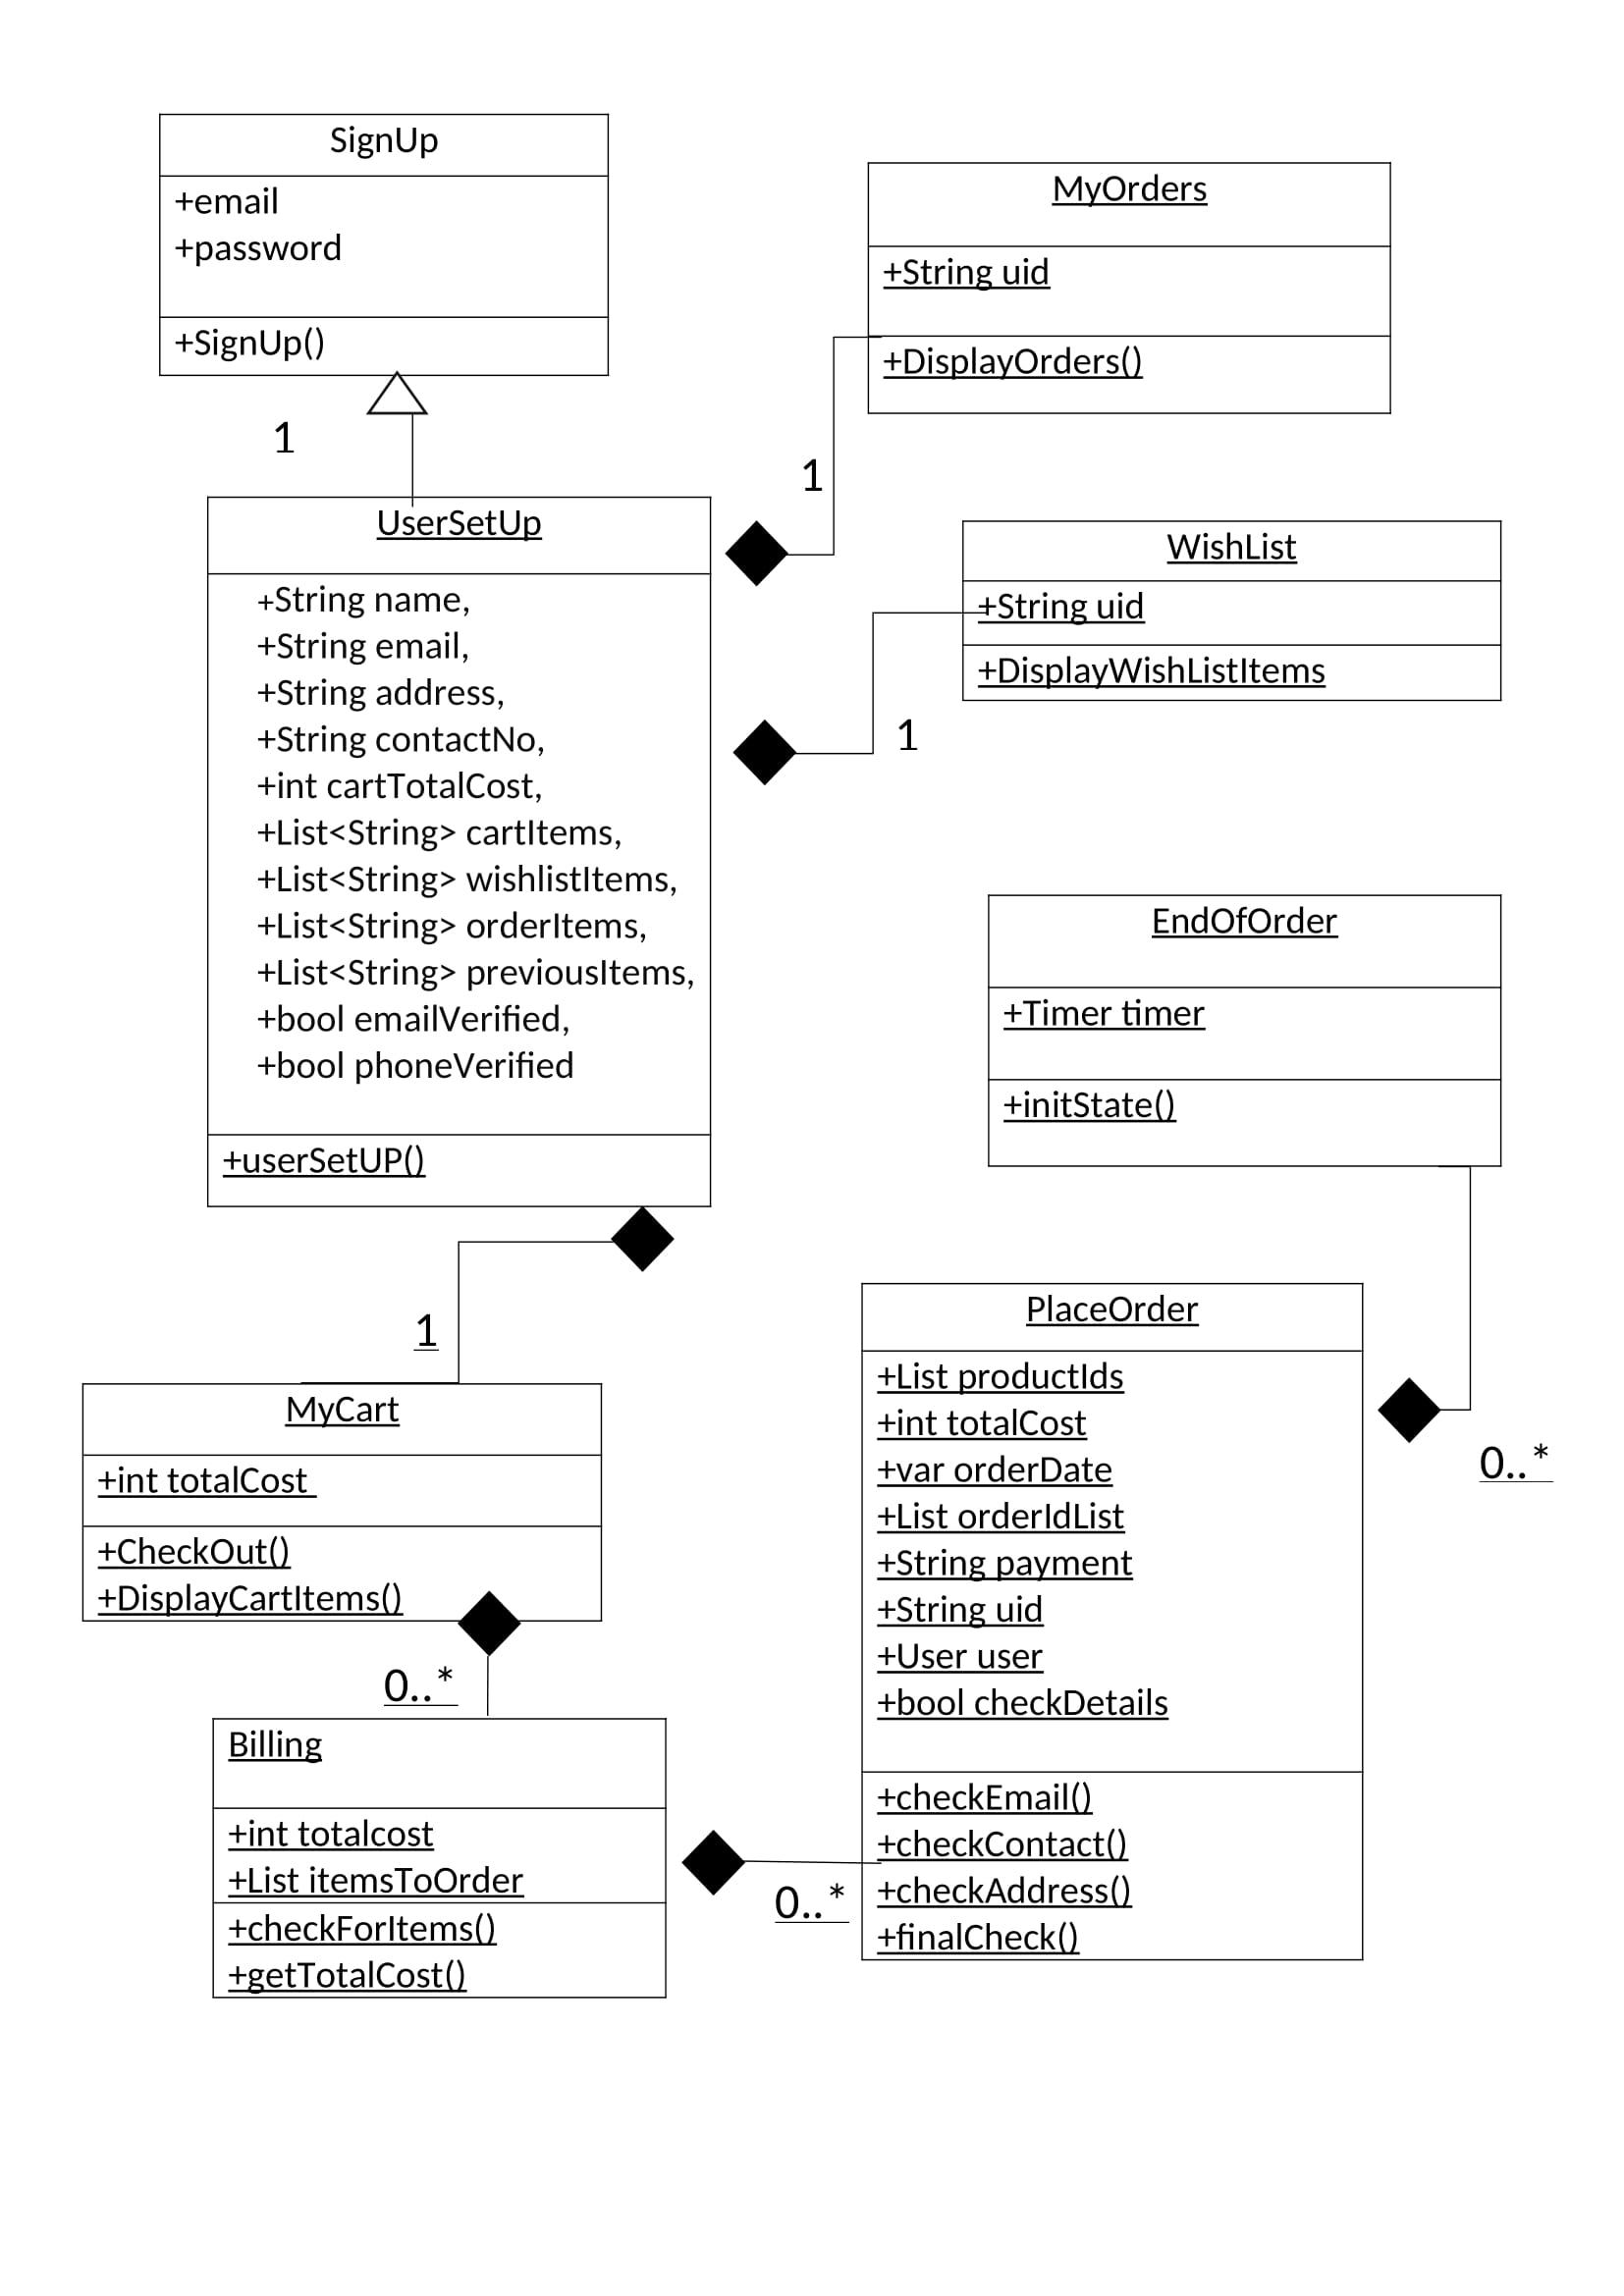 SignUp
+email
+password
+SignUp()
1
MyOrders
+String uid
+DisplayOrders()
1
UserSetUp
+String name,
+String email,
+String address,
+String contactNo,
+int cartTotalCost,
+List<String> cartItems,
+List<String> wishlistItems,
+List<String> orderItems,
+List<String> previousItems,
+bool emailVerified,
+bool phoneVerified
+userSetUP()
WishList
+String uid
+DisplayWishListItems
1
EndOfOrder
+Timer timer
+initState()
1
MyCart
+int totalCost
+CheckOut()
+DisplayCartItems()
0..*
PlaceOrder
+List productIds
+int totalCost
+var orderDate
+List orderIdList
+String payment
+String uid
+User user
+bool checkDetails
+checkEmail()
+checkContact()
+checkAddress()
+finalCheck()
0..*
Billing
+int totalcost
+List itemsToOrder
+checkForItems()
+getTotalCost()
0..*